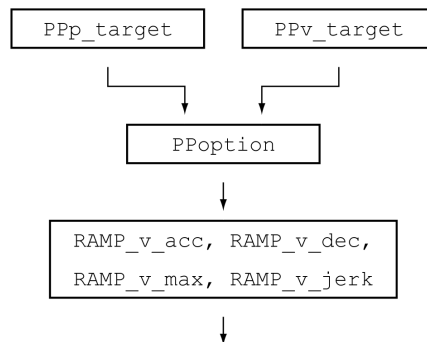 PPp_target
PPv_target
PPoption
RAMP_v_acc, RAMP_v_dec,
RAMP_v_max, RAMP_v_jerk